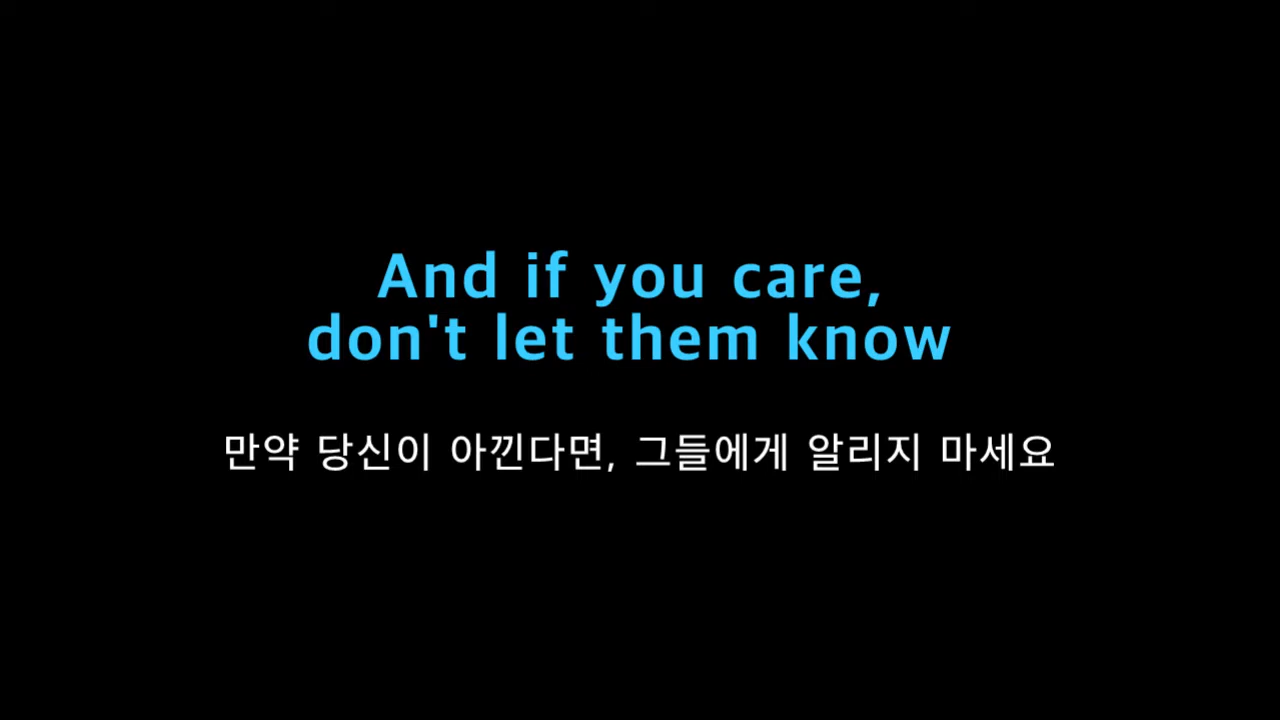 And if you care,
don't let them know
만약 당신이 아낀다면, 그들에게 알리지 마세요